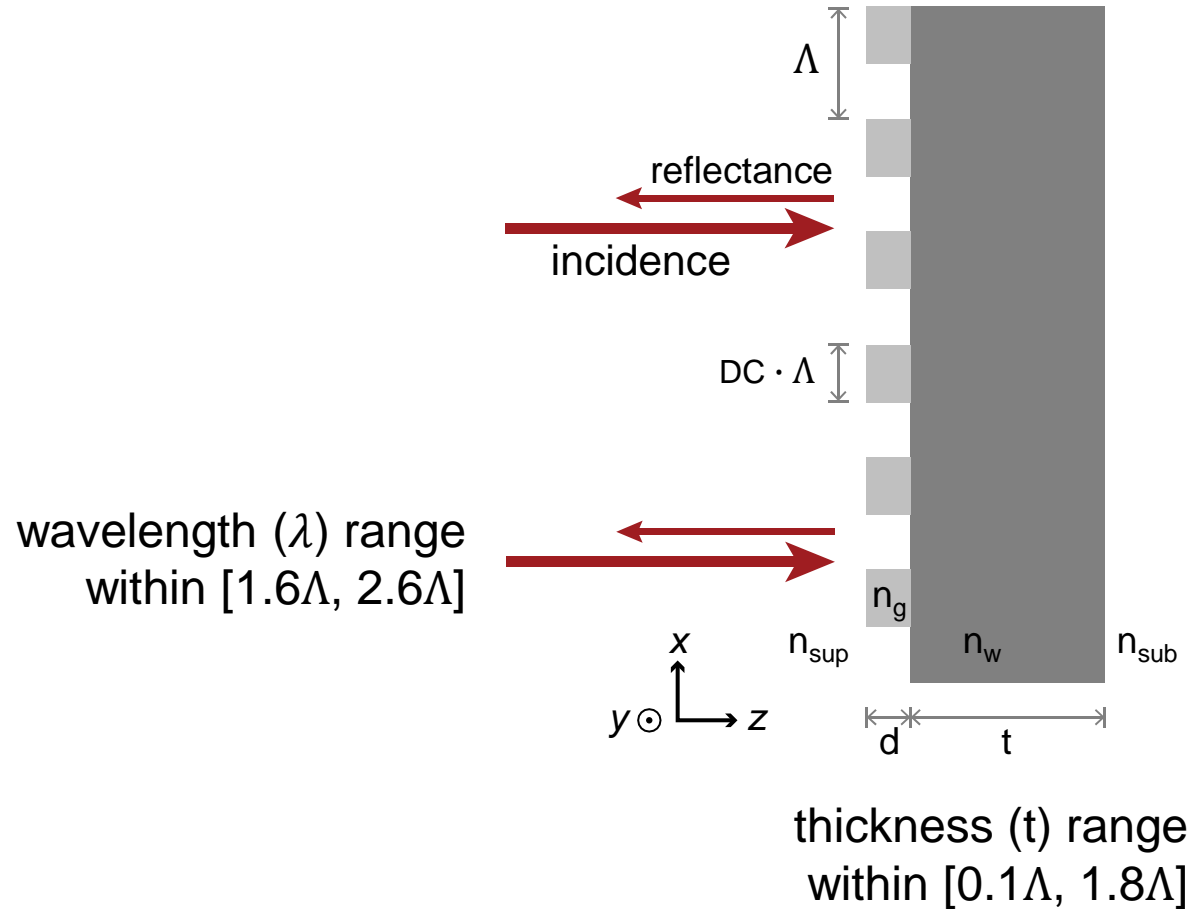 Λ
reflectance
incidence
DC · Λ
wavelength (λ) range
within [1.6Λ, 2.6Λ]
n_g
n_sup
n_w
n_sub
x
y
z
d
t
thickness (t) range
within [0.1Λ, 1.8Λ]